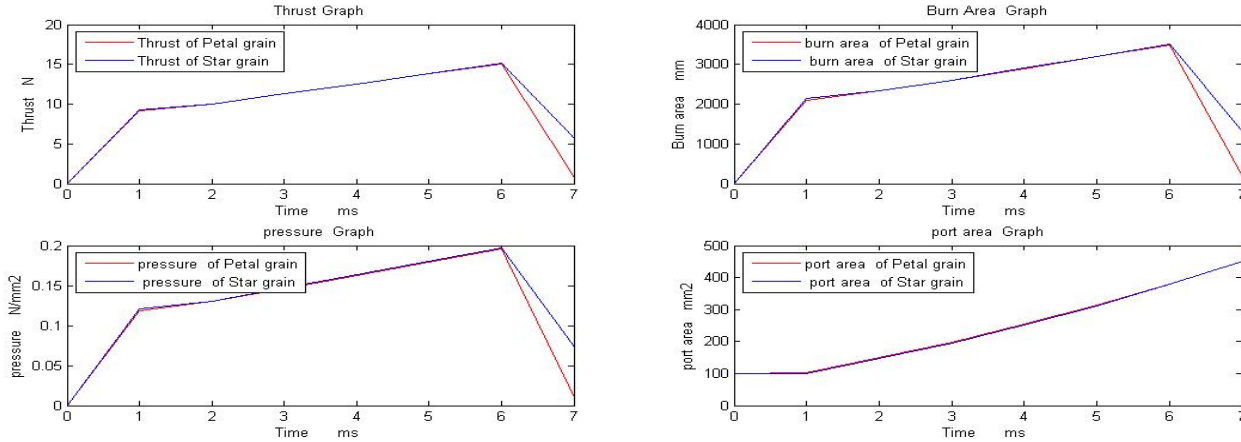 Thrust Graph
20
15
10
5
0
Thrust N
Thrust of Petal grain
Thrust of Star grain
0 1 2 3 4 5 6 7
Time ms
Burn Area Graph
4000
3000
2000
1000
0
Burn area mm
burn area of Petal grain
burn area of Star grain
0 1 2 3 4 5 6 7
Time ms
pressure Graph
0.2
0.15
0.1
0.05
0
pressure N/mm2
pressure of Petal grain
pressure of Star grain
0 1 2 3 4 5 6 7
Time ms
port area Graph
500
400
300
200
100
0
port area mm2
port area of Petal grain
port area of Star grain
0 1 2 3 4 5 6 7
Time ms